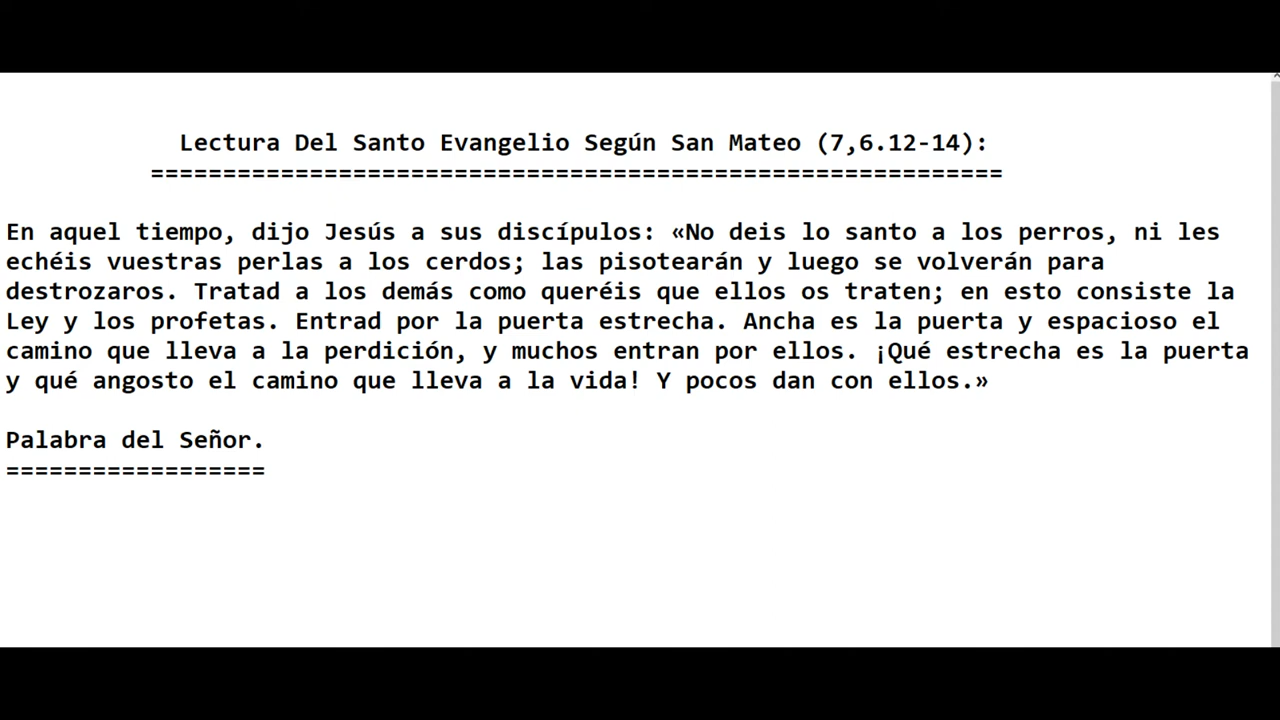 Lectura Del Santo Evangelio Según San Mateo (7,6.12-14):
===========================================================
En aquel tiempo, dijo Jesús a sus discípulos: «No deis lo santo a los perros, ni les
echéis vuestras perlas a los cerdos; las pisotearán y luego se volverán para
destrozaros. Tratad a los demás como queréis que ellos os traten; en esto consiste la
Ley y los profetas. Entrad por la puerta estrecha. Ancha es la puerta y espacioso el
camino que lleva a la perdición, y muchos entran por ellos. ¡Qué estrecha es la puerta
y qué angosto el camino que lleva a la vida! Y pocos dan con ellos.»
Palabra del Señor.
==================